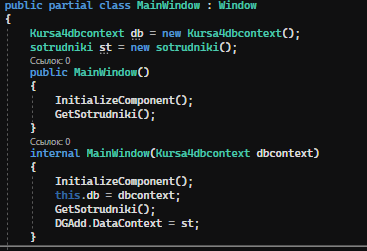 public partial class MainWindow : Window
{
Kursa4dbcontext db = new Kursa4dbcontext();
sotrudniki st = new sotrudniki();
Ссылок: 0
public MainWindow()
{
InitializeComponent();
GetSotrudniki();
}
Ссылок: 0
internal MainWindow(Kursa4dbcontext dbcontext)
{
InitializeComponent();
this.db = dbcontext;
GetSotrudniki();
DGAdd.DataContext = st;
}